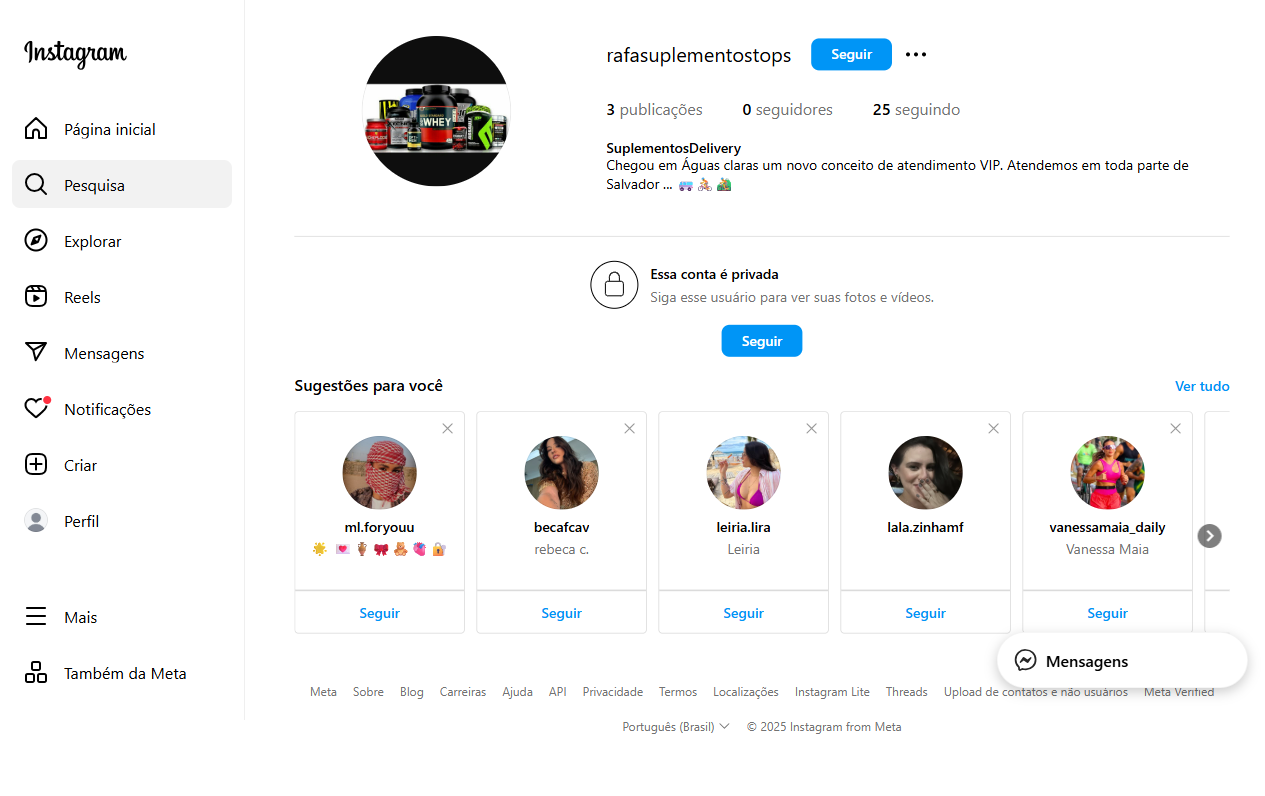 Instagram
Página inicial
Pesquisa
Explorar
Reels
Mensagens
Notificações
Criar
Perfil
Mais
Também da Meta
rafasuplementostops Seguir
3 publicações 0 seguidores 25 seguindo
SuplementosDelivery
Chegou em Águas claras um novo conceito de atendimento VIP. Atendemos em toda parte de
Salvador ... 🚐 🚴 🏕
WHEY
Essa conta é privada
Siga esse usuário para ver suas fotos e vídeos.
Seguir
Sugestões para você Ver tudo
ml.foryouu becafcav leiria.lira lala.zinhamf vanessamaia_daily
rebeca c. Leiria Vanessa Maia
Seguir Seguir Seguir Seguir Seguir
Mensagens
Meta Sobre Blog Carreiras Ajuda API Privacidade Termos Localizações Instagram Lite Threads Upload de contatos e não usuários Meta Verified
Português (Brasil) © 2025 Instagram from Meta